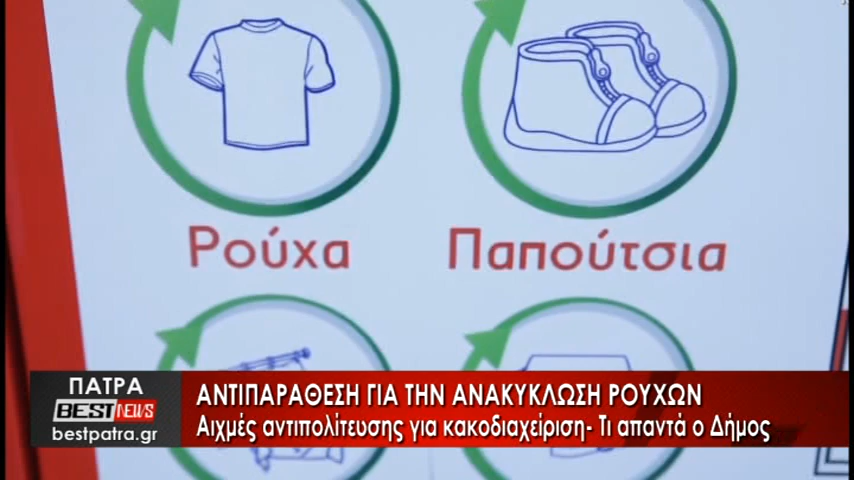 Ρούχα
Παπούτσια
ΠΑΤΡΑ
BEST NEWS
bestpatra.gr
ΑΝΤΙΠΑΡΑΘΕΣΗ ΓΙΑ ΤΗΝ ΑΝΑΚΥΚΛΩΣΗ ΡΟΥΧΩΝ
Αιχμές αντιπολίτευσης για κακοδιαχείριση- Τι απαντά ο Δήμος